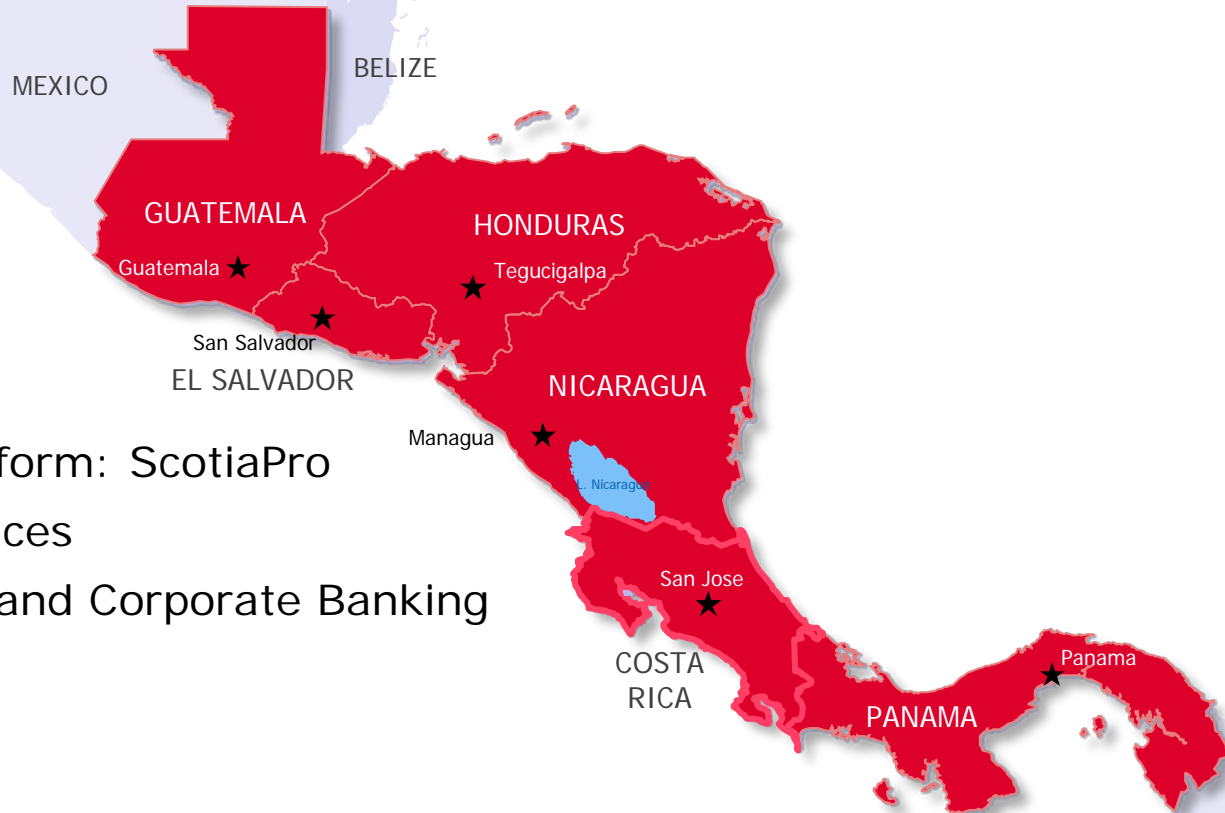 MEXICO
BELIZE
GUATEMALA
HONDURAS
Guatemala
Tegucigalpa
San Salvador
EL SALVADOR
NICARAGUA
Managua
form: ScotiaPro
L. Nicaragua
ces
and Corporate Banking
San Jose
COSTA
RICA
Panama
PANAMA